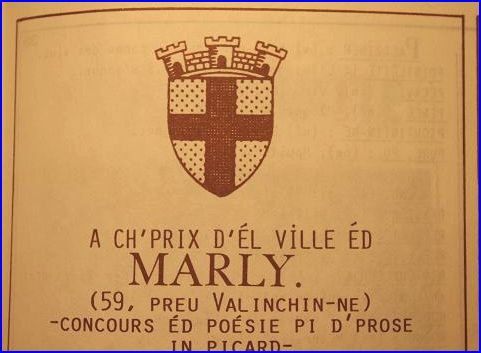 A CH'PRIX D'ÉL VILLE ÉD
MARLY.
(59, PREU VALINCHIN-NE)
-CONCOURS ÉD POÉSIE PI D'PROSE
IN PICARD-